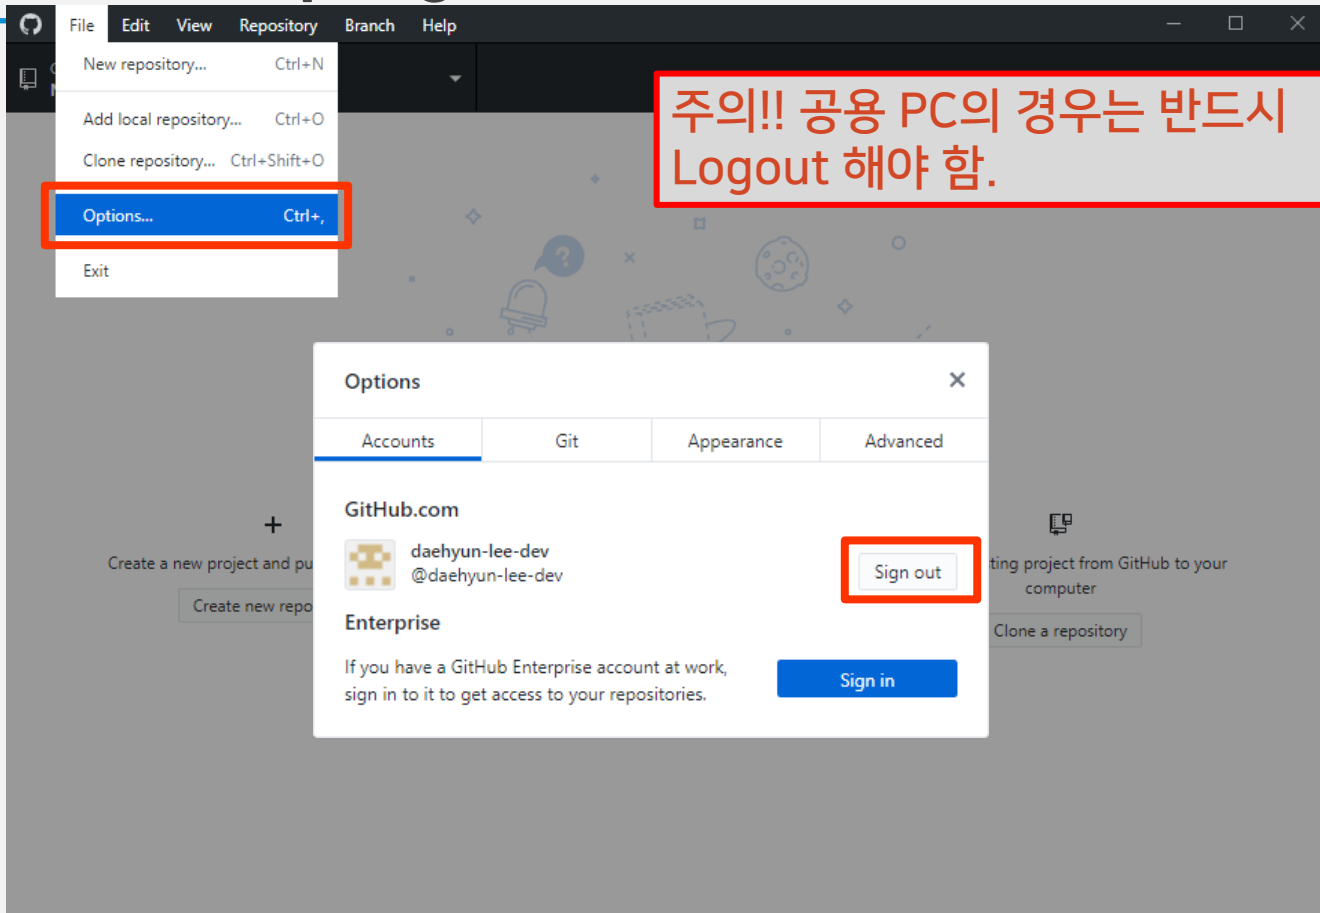 File Edit View Repository Branch Help
New repository... Ctrl+N
Add local repository... Ctrl+O
Clone repository... Ctrl+Shift+O
Options... Ctrl+,
Exit
주의!! 공용 PC의 경우는 반드시
Logout 해야 함.
?
Options
Accounts Git Appearance Advanced
GitHub.com
daehyun-lee-dev
@daehyun-lee-dev
Sign out
Enterprise
If you have a GitHub Enterprise account at work,
sign in to it to get access to your repositories.
Sign in
Create a new project and pu
Create new repo
ting project from GitHub to your
computer
Clone a repository